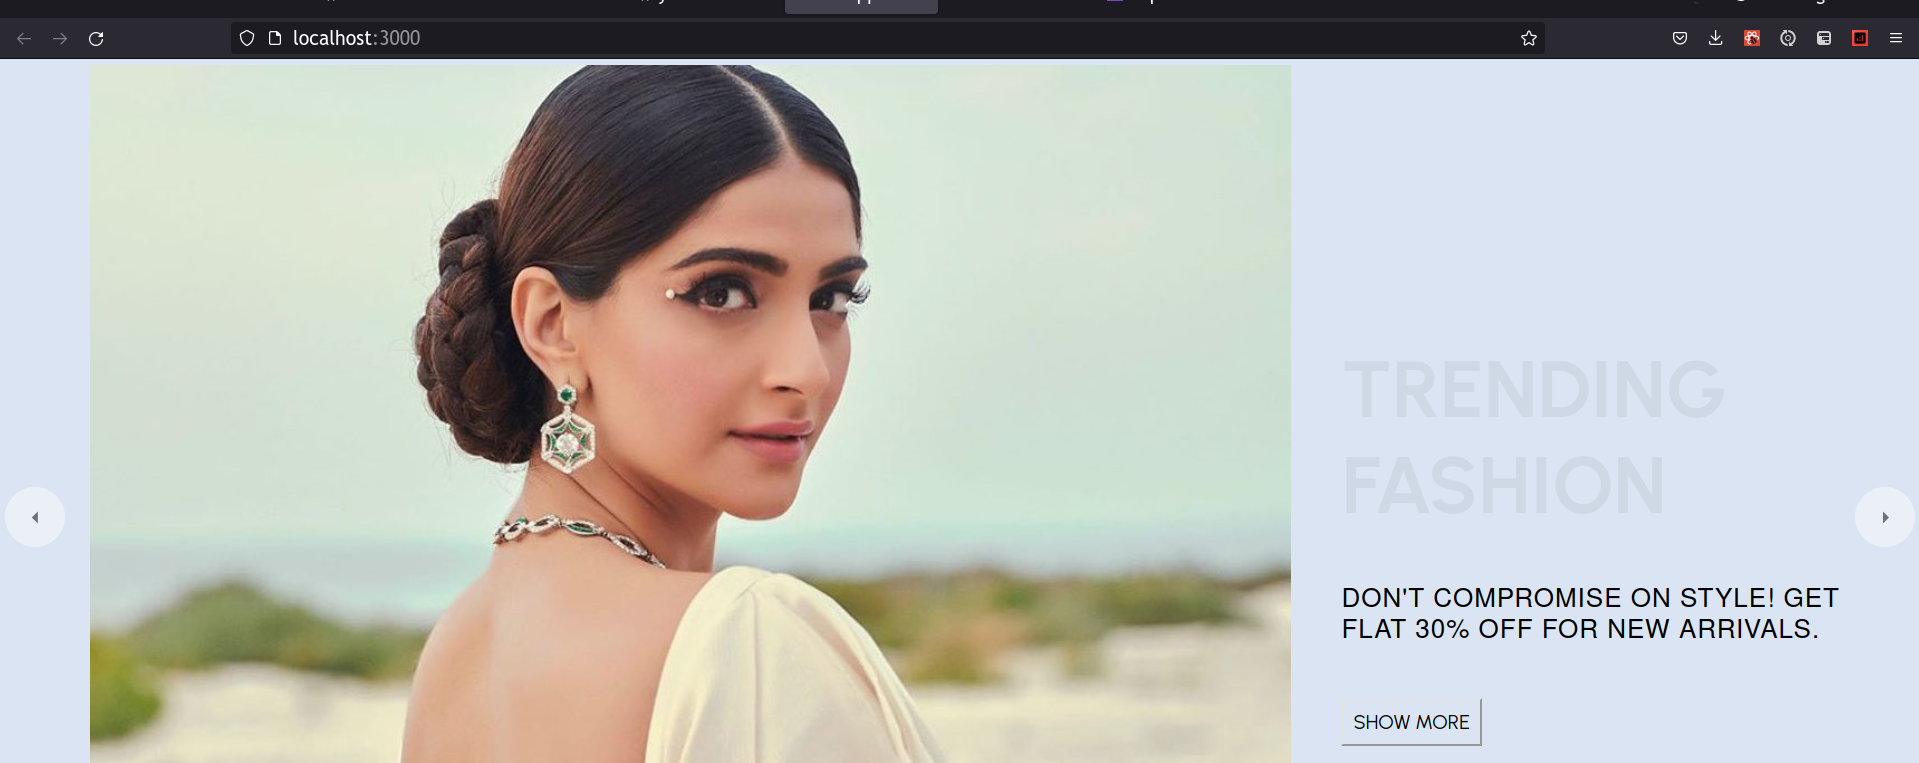 localhost:3000
TRENDING
FASHION
DON'T COMPROMISE ON STYLE! GET
FLAT 30% OFF FOR NEW ARRIVALS.
SHOW MORE